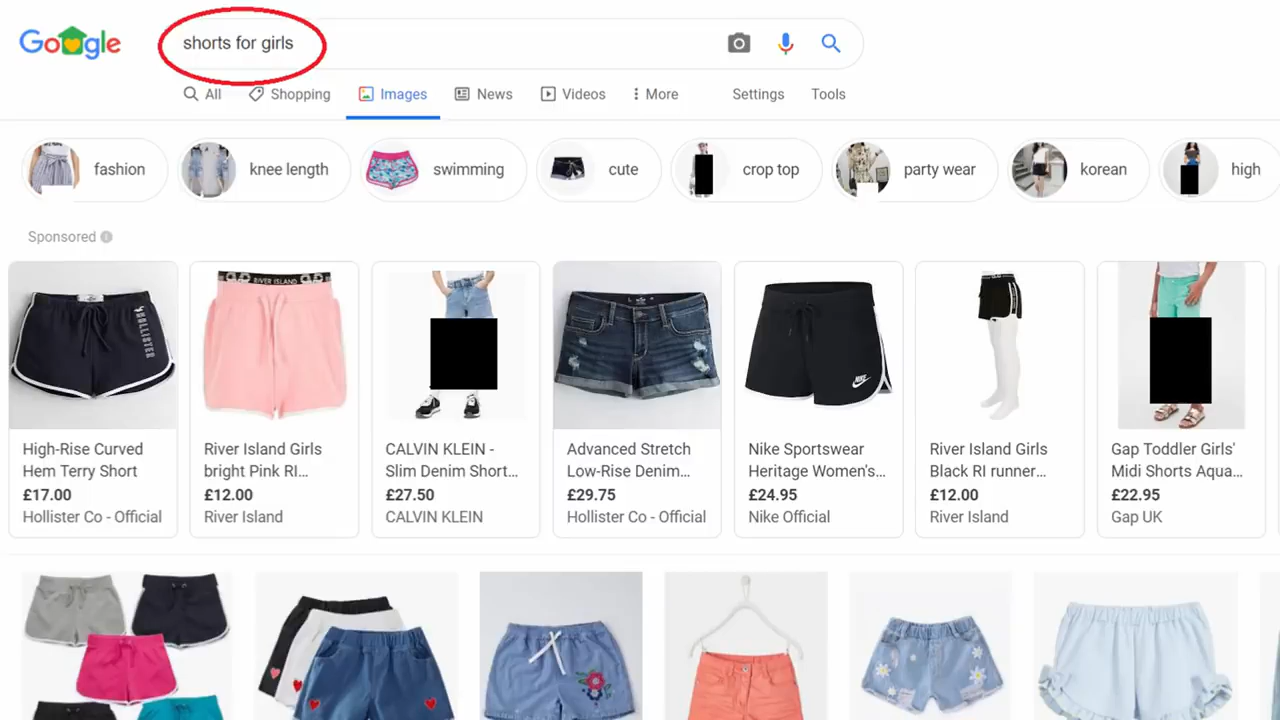 Google
shorts for girls
All Shopping Images News Videos More Settings Tools
fashion knee length swimming cute crop top party wear korean high
Sponsored
RIVER ISLAND
HOLLISTER
NIKE
High-Rise Curved
Hem Terry Short
£17.00
Hollister Co - Official
River Island Girls
bright Pink RI...
£12.00
River Island
CALVIN KLEIN -
Slim Denim Short...
£27.50
CALVIN KLEIN
Advanced Stretch
Low-Rise Denim...
£29.75
Hollister Co - Official
Nike Sportswear
Heritage Women's...
£24.95
Nike Official
River Island Girls
Black RI runner...
£12.00
River Island
Gap Toddler Girls'
Midi Shorts Aqua...
£22.95
Gap UK